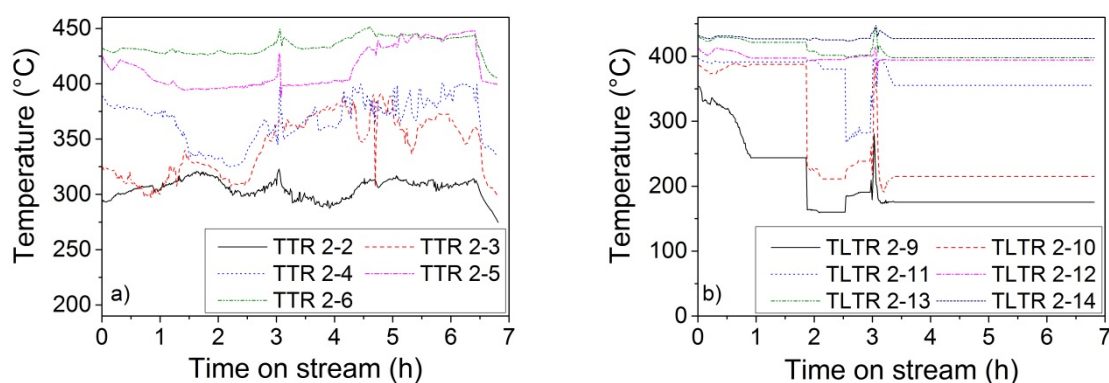 450
400
350
300
250
200
Temperature (°C)
a)
TTR 2-2 TTR 2-3
TTR 2-4 TTR 2-5
TTR 2-6
0 1 2 3 4 5 6 7
Time on stream (h)
400
300
200
100
0
Temperature (°C)
b)
TLTR 2-9 TLTR 2-10
TLTR 2-11 TLTR 2-12
TLTR 2-13 TLTR 2-14
0 1 2 3 4 5 6 7
Time on stream (h)